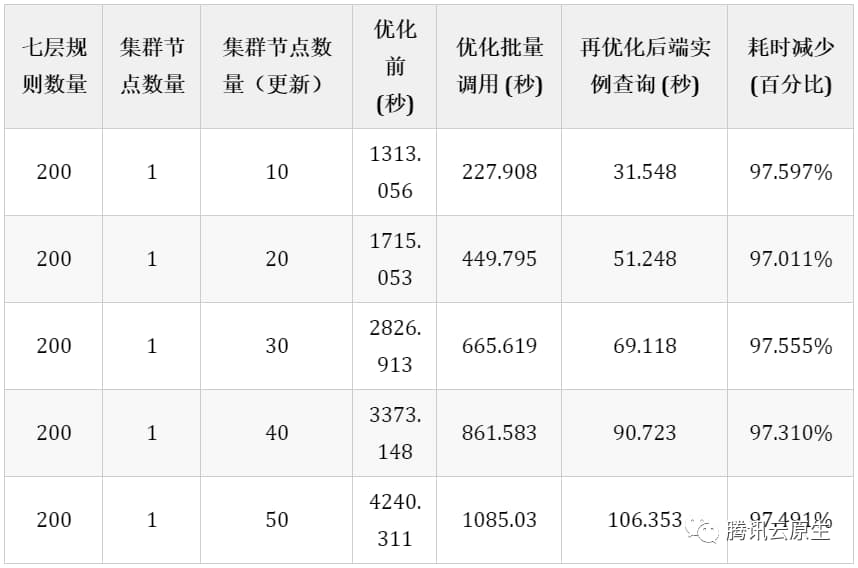 七层规 集群节 集群节点数 优化 优化批量 再优化后端实 耗时减少
则数量 点数量 量（更新） 前 调用 (秒) 例查询 (秒) (百分比)
(秒)
200 1 10 1313. 227.908 31.548 97.597%
056
200 1 20 1715. 449.795 51.248 97.011%
053
200 1 30 2826. 665.619 69.118 97.555%
913
200 1 40 3373. 861.583 90.723 97.310%
148
200 1 50 4240. 1085.03 106.353 97.491%
311
腾讯云原生